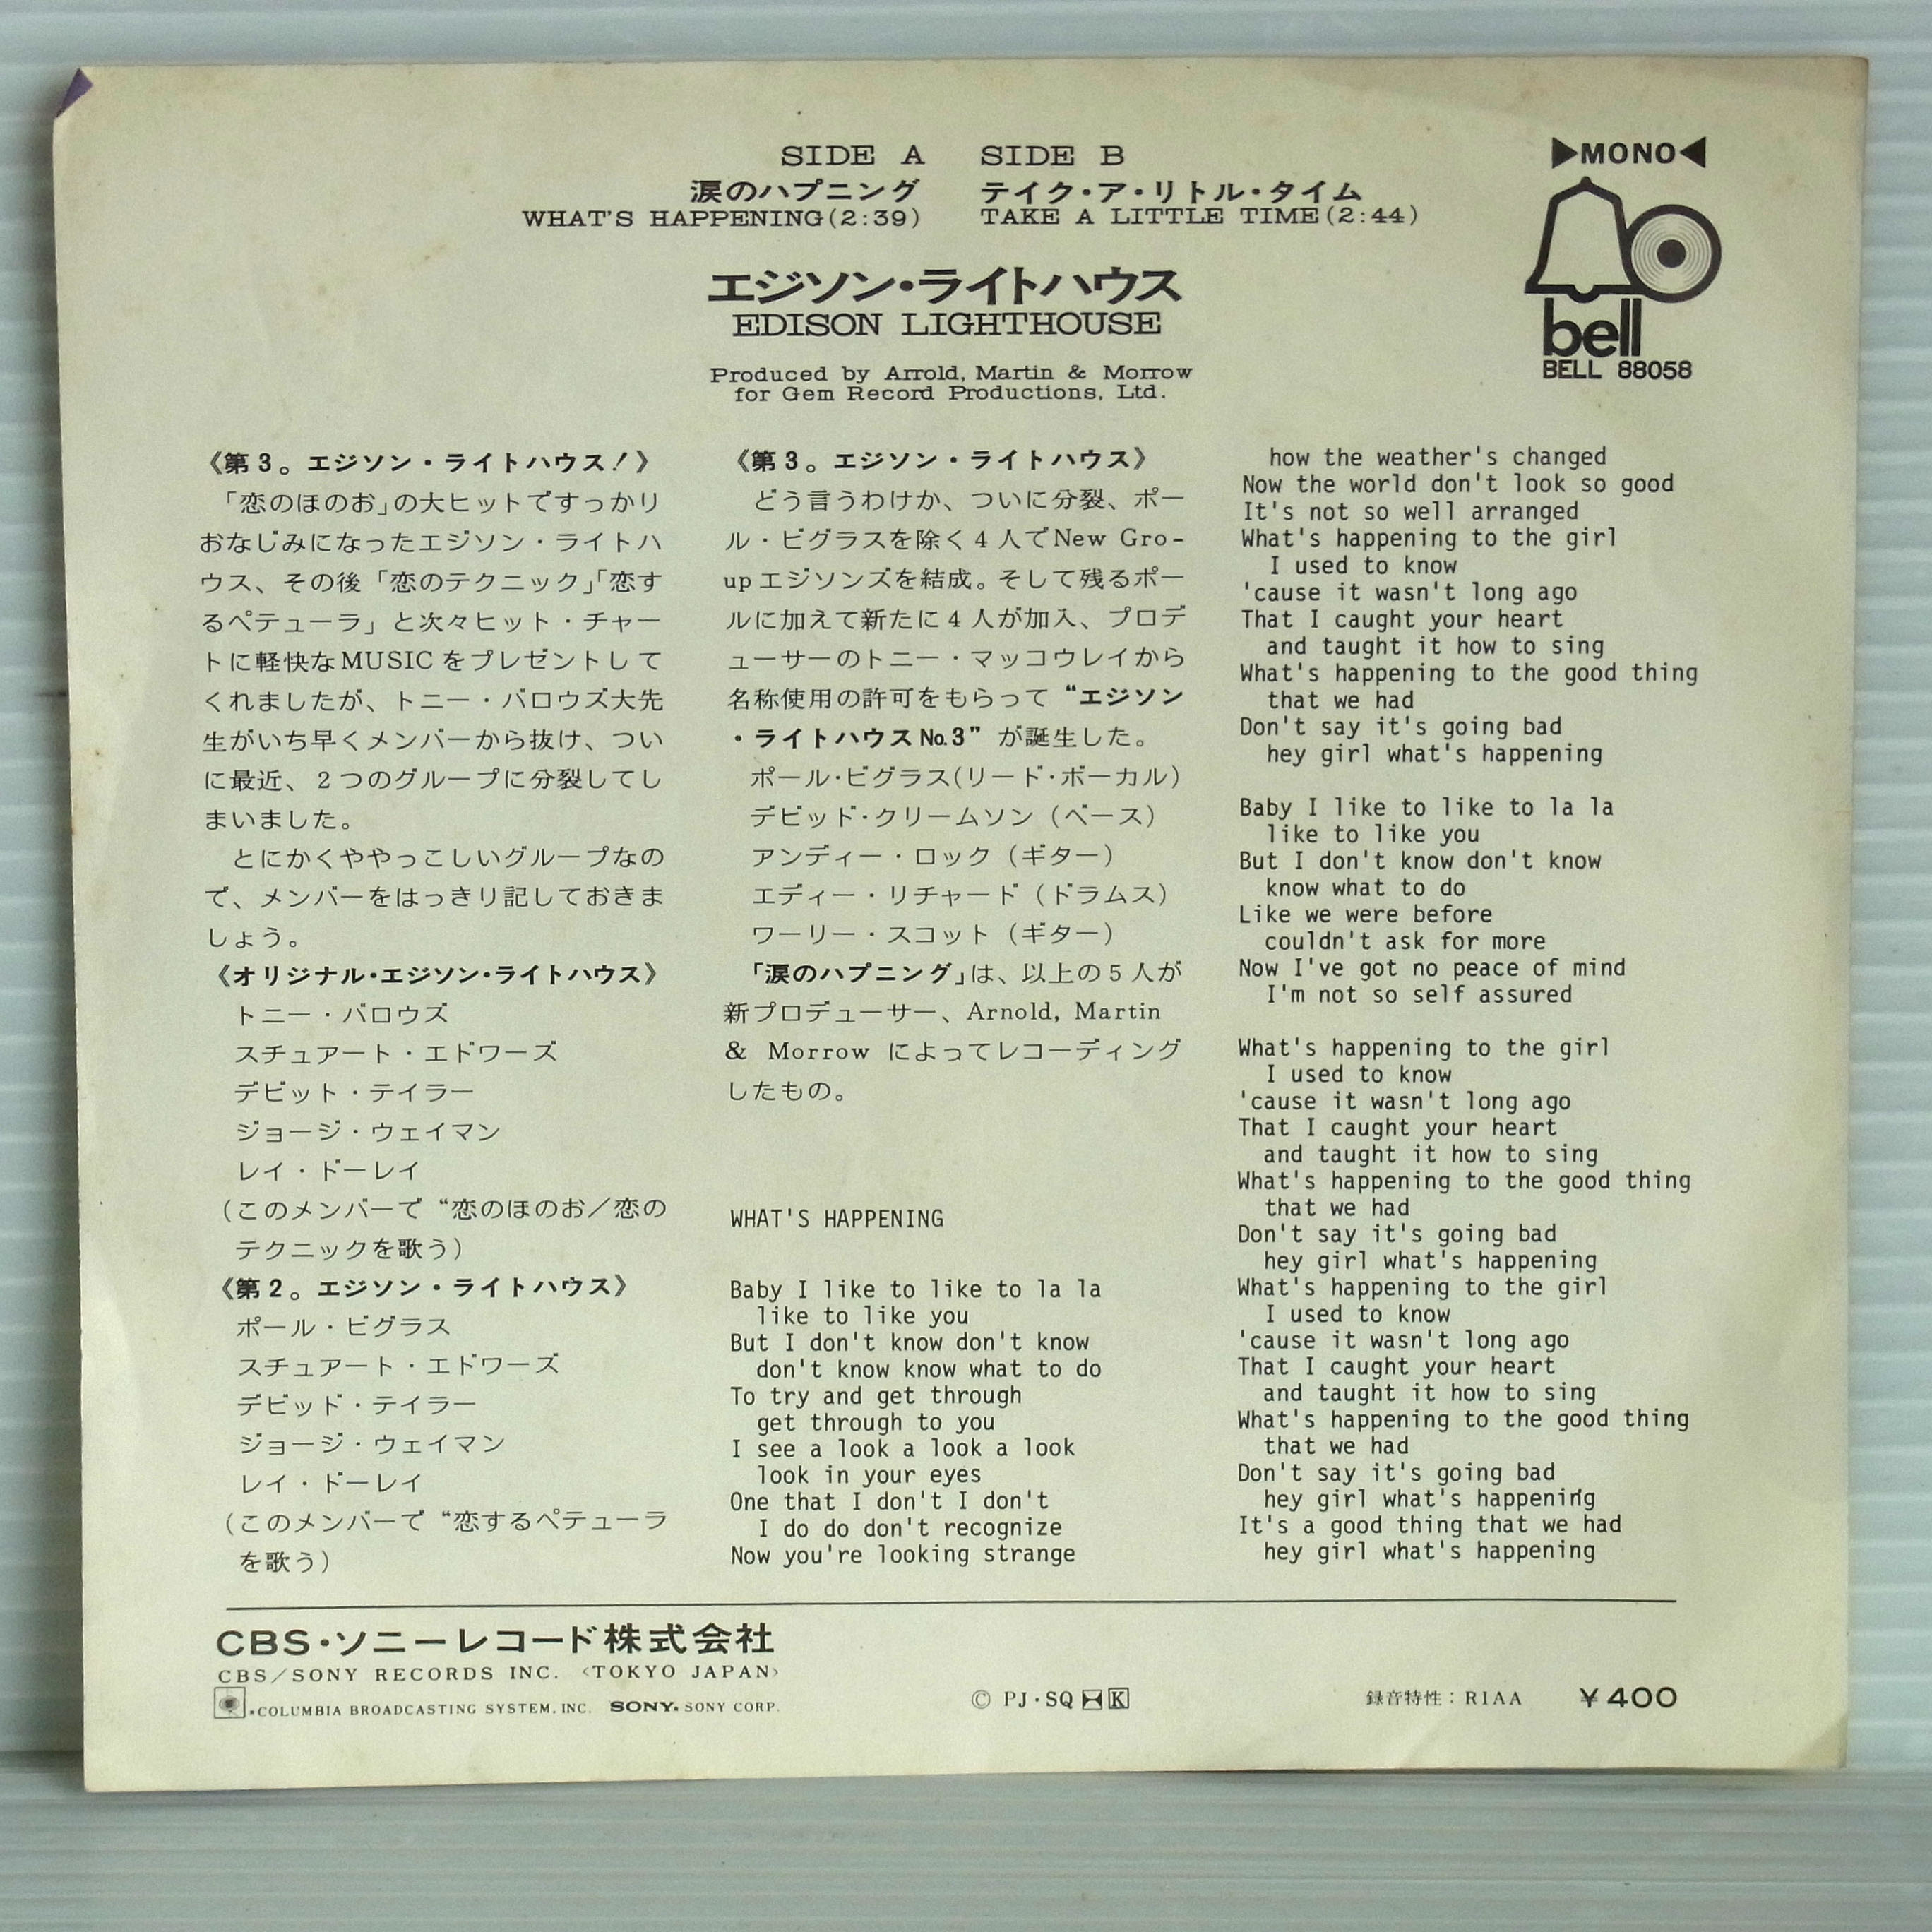 SIDE A
涙のハプニング
WHAT'S HAPPENING(2:39)
SIDE B
テイク・ア・リトル・タイム
TAKE A LITTLE TIME(2:44)
エジソン・ライトハウス
EDISON LIGHTHOUSE
Produced by Arrold, Martin & Morrow
for Gem Record Productions, Ltd.
▶MONO◀
bell
BELL 88058
《第3。エジソン・ライトハウス!》
「恋のほのお」の大ヒットですっかり
おなじみになったエジソン・ライトハ
ウス、その後「恋のテクニック」「恋す
るペテューラ」と次々ヒット・チャー
トに軽快なMUSICをプレゼントして
くれましたが、トニー・バロウズ大先
生がいち早くメンバーから抜け、つい
に最近、2つのグループに分裂してし
まいました。
とにかくややっこしいグループなの
で、メンバーをはっきり記しておきま
しょう。
《オリジナル・エジソン・ライトハウス》
トニー・バロウズ
スチュアート・エドワーズ
デビット・テイラー
ジョージ・ウェイマン
レイ・ドーレイ
(このメンバーで“恋のほのお/恋の
テクニックを歌う)
《第2。エジソン・ライトハウス》
ポール・ビグラス
スチュアート・エドワーズ
デビッド・テイラー
ジョージ・ウェイマン
レイ・ドーレイ
(このメンバーで“恋するペテューラ
を歌う)
《第3。エジソン・ライトハウス》
どう言うわけか、ついに分裂、ポー
ル・ビグラスを除く4人でNew Gro-
upエジソンズを結成。そして残るポー
ルに加えて新たに4人が加入、プロデ
ューサーのトニー・マッコウレイから
名称使用の許可をもらって“エジソン
・ライトハウスNo.3”が誕生した。
ポール・ビグラス(リード・ボーカル)
デビッド・クリームソン(ベース)
アンディー・ロック(ギター)
エディー・リチャード(ドラムス)
ワーリー・スコット(ギター)
「涙のハプニング」は、以上の5人が
新プロデューサー、Arnold, Martin
& Morrow によってレコーディング
したもの。
WHAT'S HAPPENING
Baby I like to like to la la
like to like you
But I don't know don't know
don't know know what to do
To try and get through
get through to you
I see a look a look a look
look in your eyes
One that I don't I don't
I do do don't recognize
Now you're looking strange
how the weather's changed
Now the world don't look so good
It's not so well arranged
What's happening to the girl
I used to know
'cause it wasn't long ago
That I caught your heart
and taught it how to sing
What's happening to the good thing
that we had
Don't say it's going bad
hey girl what's happening
Baby I like to like to la la
like to like you
But I don't know don't know
know what to do
Like we were before
couldn't ask for more
Now I've got no peace of mind
I'm not so self assured
What's happening to the girl
I used to know
'cause it wasn't long ago
That I caught your heart
and taught it how to sing
What's happening to the good thing
that we had
Don't say it's going bad
hey girl what's happening
What's happening to the girl
I used to know
'cause it wasn't long ago
That I caught your heart
and taught it how to sing
What's happening to the good thing
that we had
Don't say it's going bad
hey girl what's happening
It's a good thing that we had
hey girl what's happening
CBS・ソニーレコード株式会社
CBS/SONY RECORDS INC. <TOKYO JAPAN>
COLUMBIA BROADCASTING SYSTEM, INC. SONY. SONY CORP.
© PJ・SQ K
録音特性:RIAA ¥400